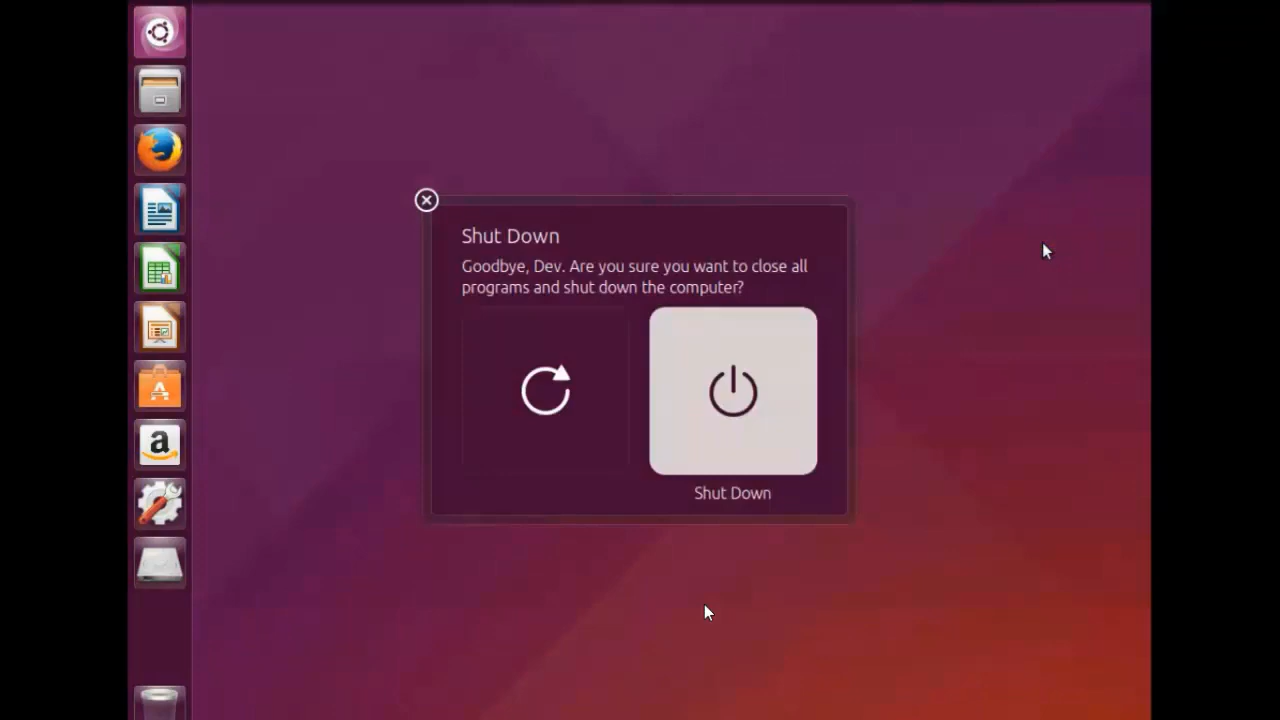 Shut Down
Goodbye, Dev. Are you sure you want to close all
programs and shut down the computer?
Shut Down